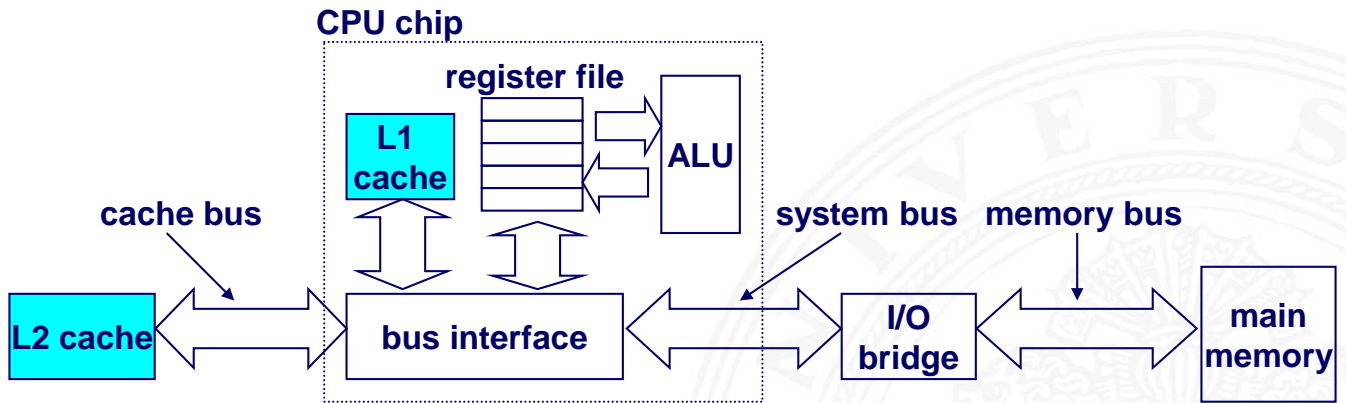 CPU chip
register file
L1
cache
ALU
cache bus
system bus
memory bus
L2 cache
bus interface
I/O
bridge
main
memory
I V E R S